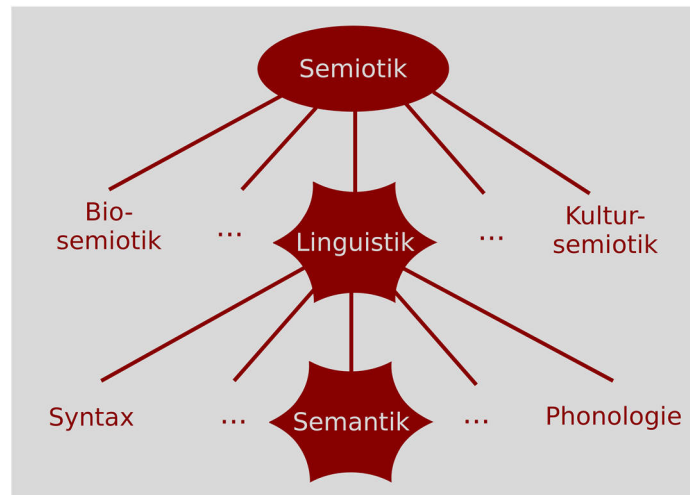 Semiotik
Bio-
semiotik
...
Linguistik
...
Kultur-
semiotik
Syntax
...
Semantik
...
Phonologie